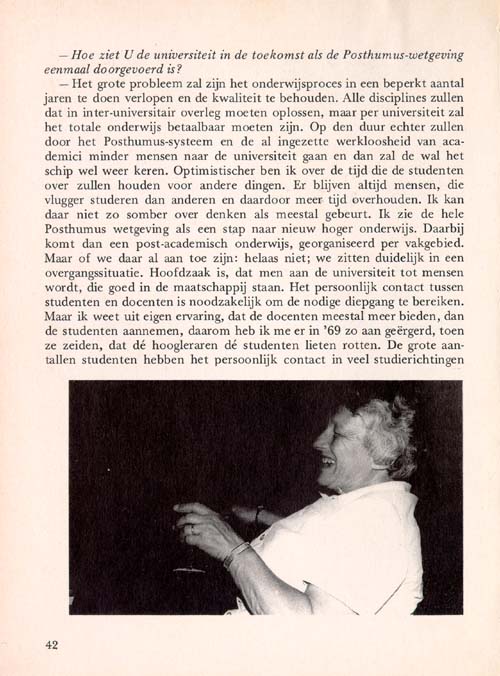 — Hoe ziet U de universiteit in de toekomst als de Posthumus-wetgeving
eenmaal doorgevoerd is?
— Het grote probleem zal zijn het onderwijsproces in een beperkt aantal
jaren te doen verlopen en de kwaliteit te behouden. Alle disciplines zullen
dat in inter-universitair overleg moeten oplossen, maar per universiteit zal
het totale onderwijs betaalbaar moeten zijn. Op den duur echter zullen
door het Posthumus-systeem en de al ingezette werkloosheid van aca-
demici minder mensen naar de universiteit gaan en dan zal de wal het
schip wel weer keren. Optimistischer ben ik over de tijd die de studenten
over zullen houden voor andere dingen. Er blijven altijd mensen, die
vlugger studeren dan anderen en daardoor meer tijd overhouden. Ik kan
daar niet zo somber over denken als meestal gebeurt. Ik zie de hele
Posthumus wetgeving als een stap naar nieuw hoger onderwijs. Daarbij
komt dan een post-academisch onderwijs, georganiseerd per vakgebied.
Maar of we daar al aan toe zijn: helaas niet; we zitten duidelijk in een
overgangssituatie. Hoofdzaak is, dat men aan de universiteit tot mensen
wordt, die goed in de maatschappij staan. Het persoonlijk contact tussen
studenten en docenten is noodzakelijk om de nodige diepgang te bereiken.
Maar ik weet uit eigen ervaring, dat de docenten meestal meer bieden, dan
de studenten aannemen, daarom heb ik me er in '69 zo aan geërgerd, toen
ze zeiden, dat dé hoogleraren dé studenten lieten rotten. De grote aan-
tallen studenten hebben het persoonlijk contact in veel studierichtingen
42